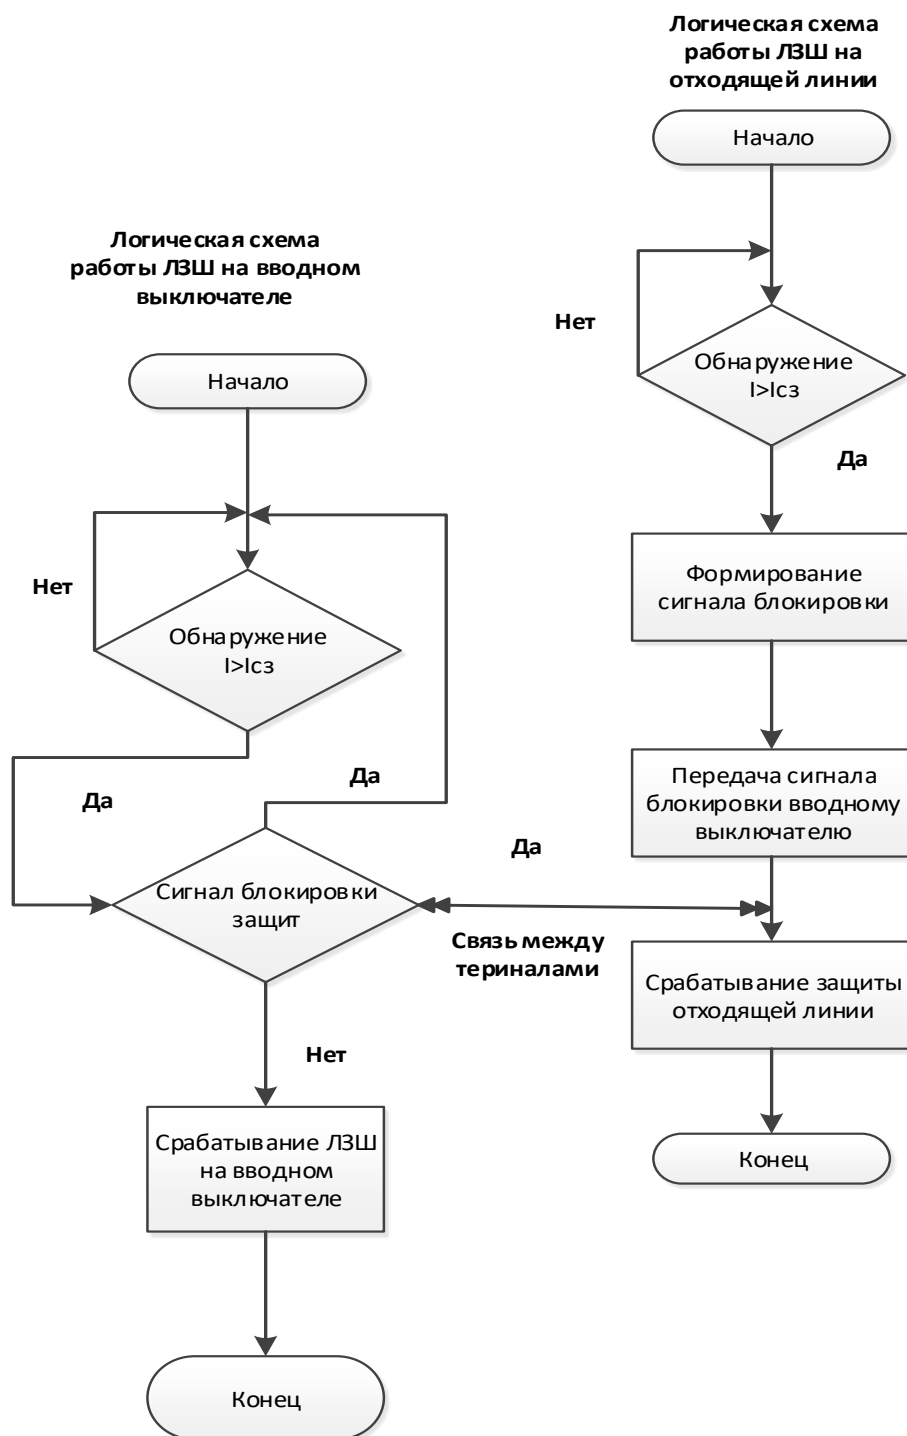 Логическая схема
работы ЛЗШ на вводном
выключателе
Начало
Нет
Обнаружение
I>Iсз
Да
Да
Сигнал блокировки
защит
Нет
Срабатывание ЛЗШ
на вводном
выключателе
Конец
Да
Связь между
териналами
Логическая схема
работы ЛЗШ на
отходящей линии
Начало
Нет
Обнаружение
I>Iсз
Да
Формирование
сигнала блокировки
Передача сигнала
блокировки вводному
выключателю
Срабатывание защиты
отходящей линии
Конец